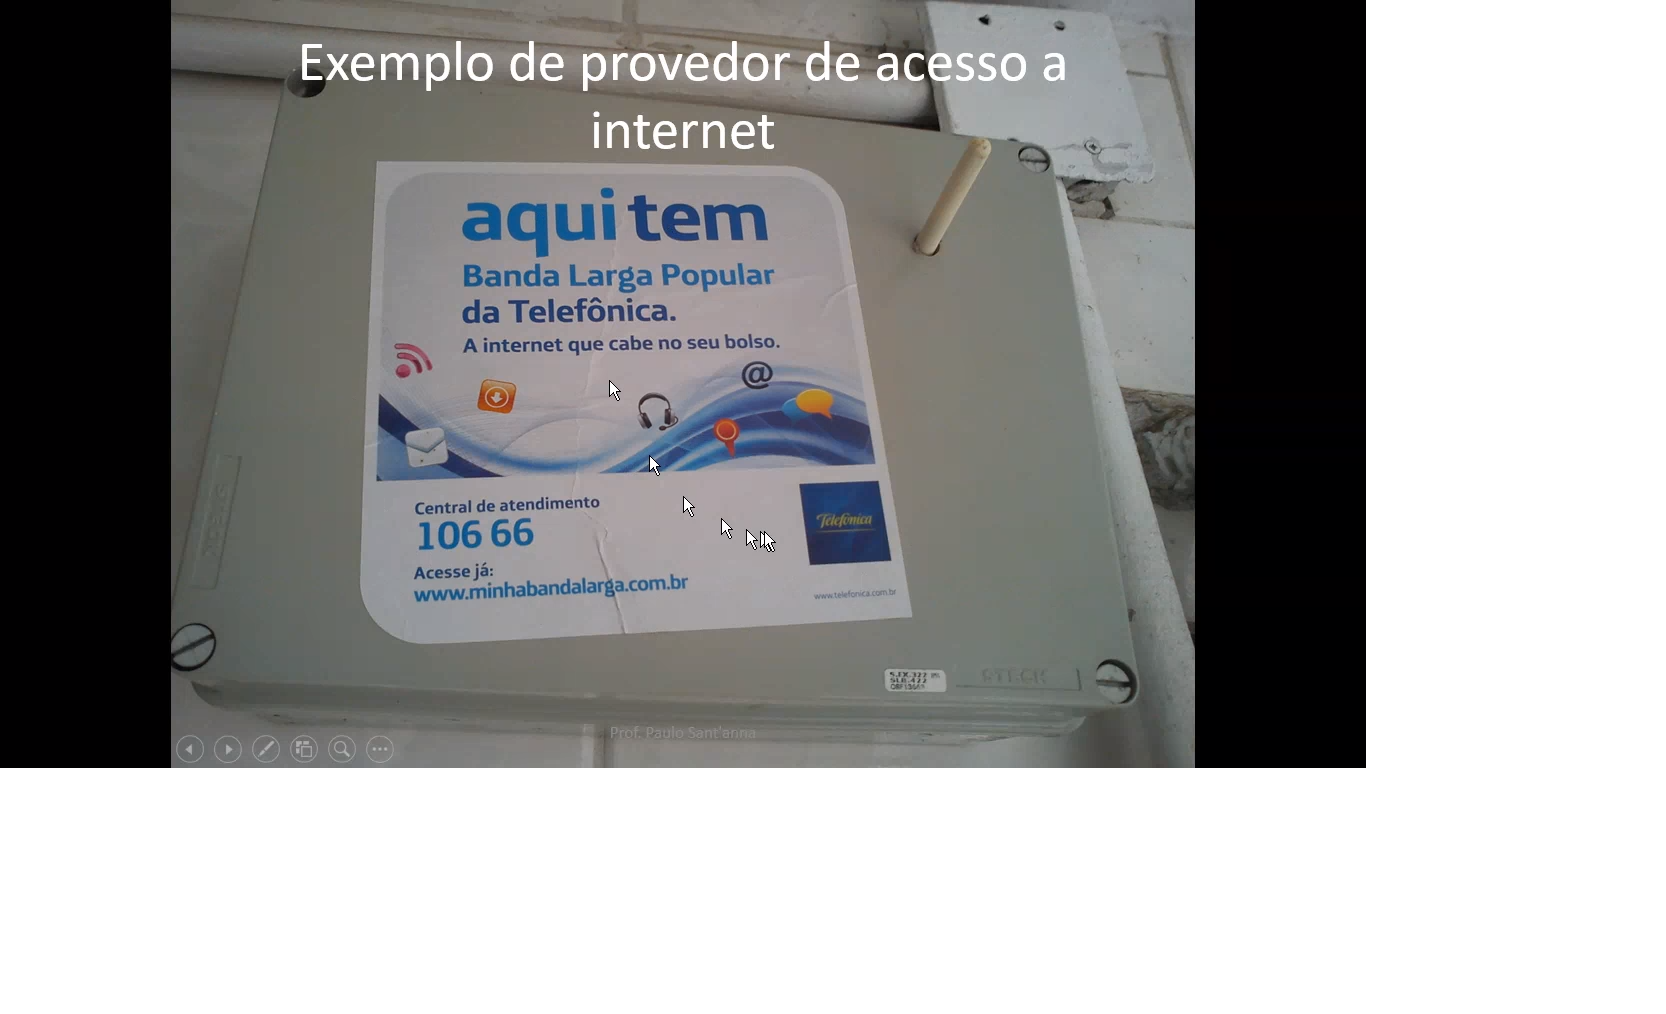 Exemplo de provedor de acesso a
internet
aqui tem
Banda Larga Popular
da Telefônica.
A internet que cabe no seu bolso.
@
Central de atendimento
106 66
Acesse já:
www.minhabandalarga.com.br
Telefónica
www.telefonica.com.br
STECK
Prof. Paulo Sant'anna